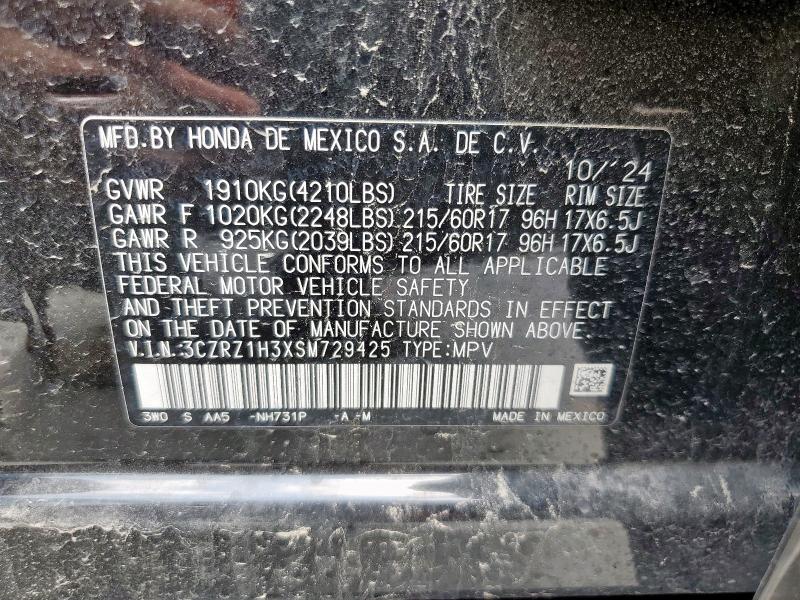 MFD.BY HONDA DE MEXICO S.A. DE C.V.
10/'24
GVWR 1910KG(4210LBS) TIRE SIZE RIM SIZE
GAWR F 1020KG(2248LBS) 215/60R17 96H 17X6.5J
GAWR R 925KG(2039LBS) 215/60R17 96H 17X6.5J
THIS VEHICLE CONFORMS TO ALL APPLICABLE
FEDERAL MOTOR VEHICLE SAFETY
AND THEFT PREVENTION STANDARDS IN EFFECT
ON THE DATE OF MANUFACTURE SHOWN ABOVE.
V.I.N.3CZRZ1H3XSM729425 TYPE:MPV
3W0 S AA5 -NH731P -A-M MADE IN MEXICO